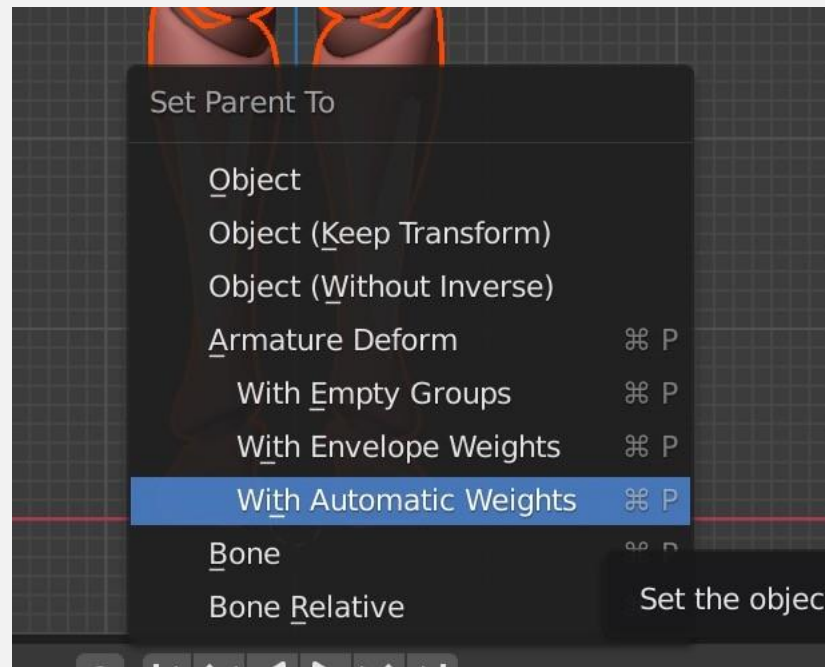 Set Parent To
Object
Object (Keep Transform)
Object (Without Inverse)
Armature Deform ⌘ P
With Empty Groups ⌘ P
With Envelope Weights ⌘ P
With Automatic Weights ⌘ P
Bone ⌘ P
Bone Relative
Set the